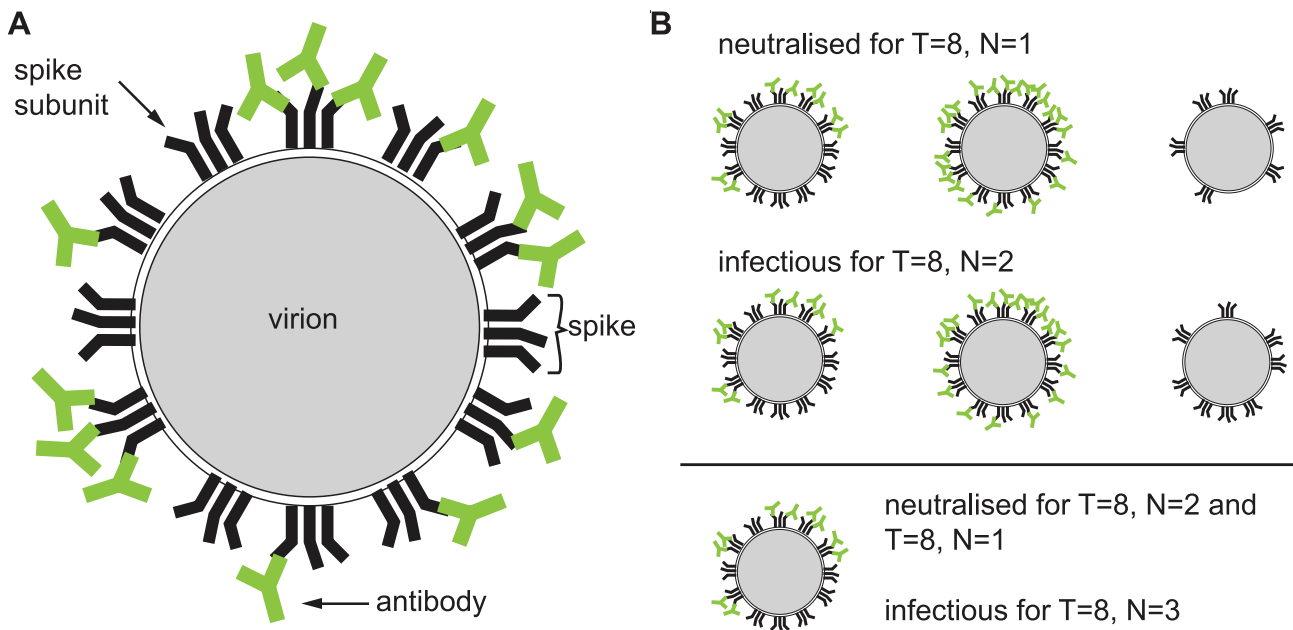 A
spike
subunit
virion
spike
antibody
B
neutralised for T=8, N=1
infectious for T=8, N=2
neutralised for T=8, N=2 and
T=8, N=1
infectious for T=8, N=3